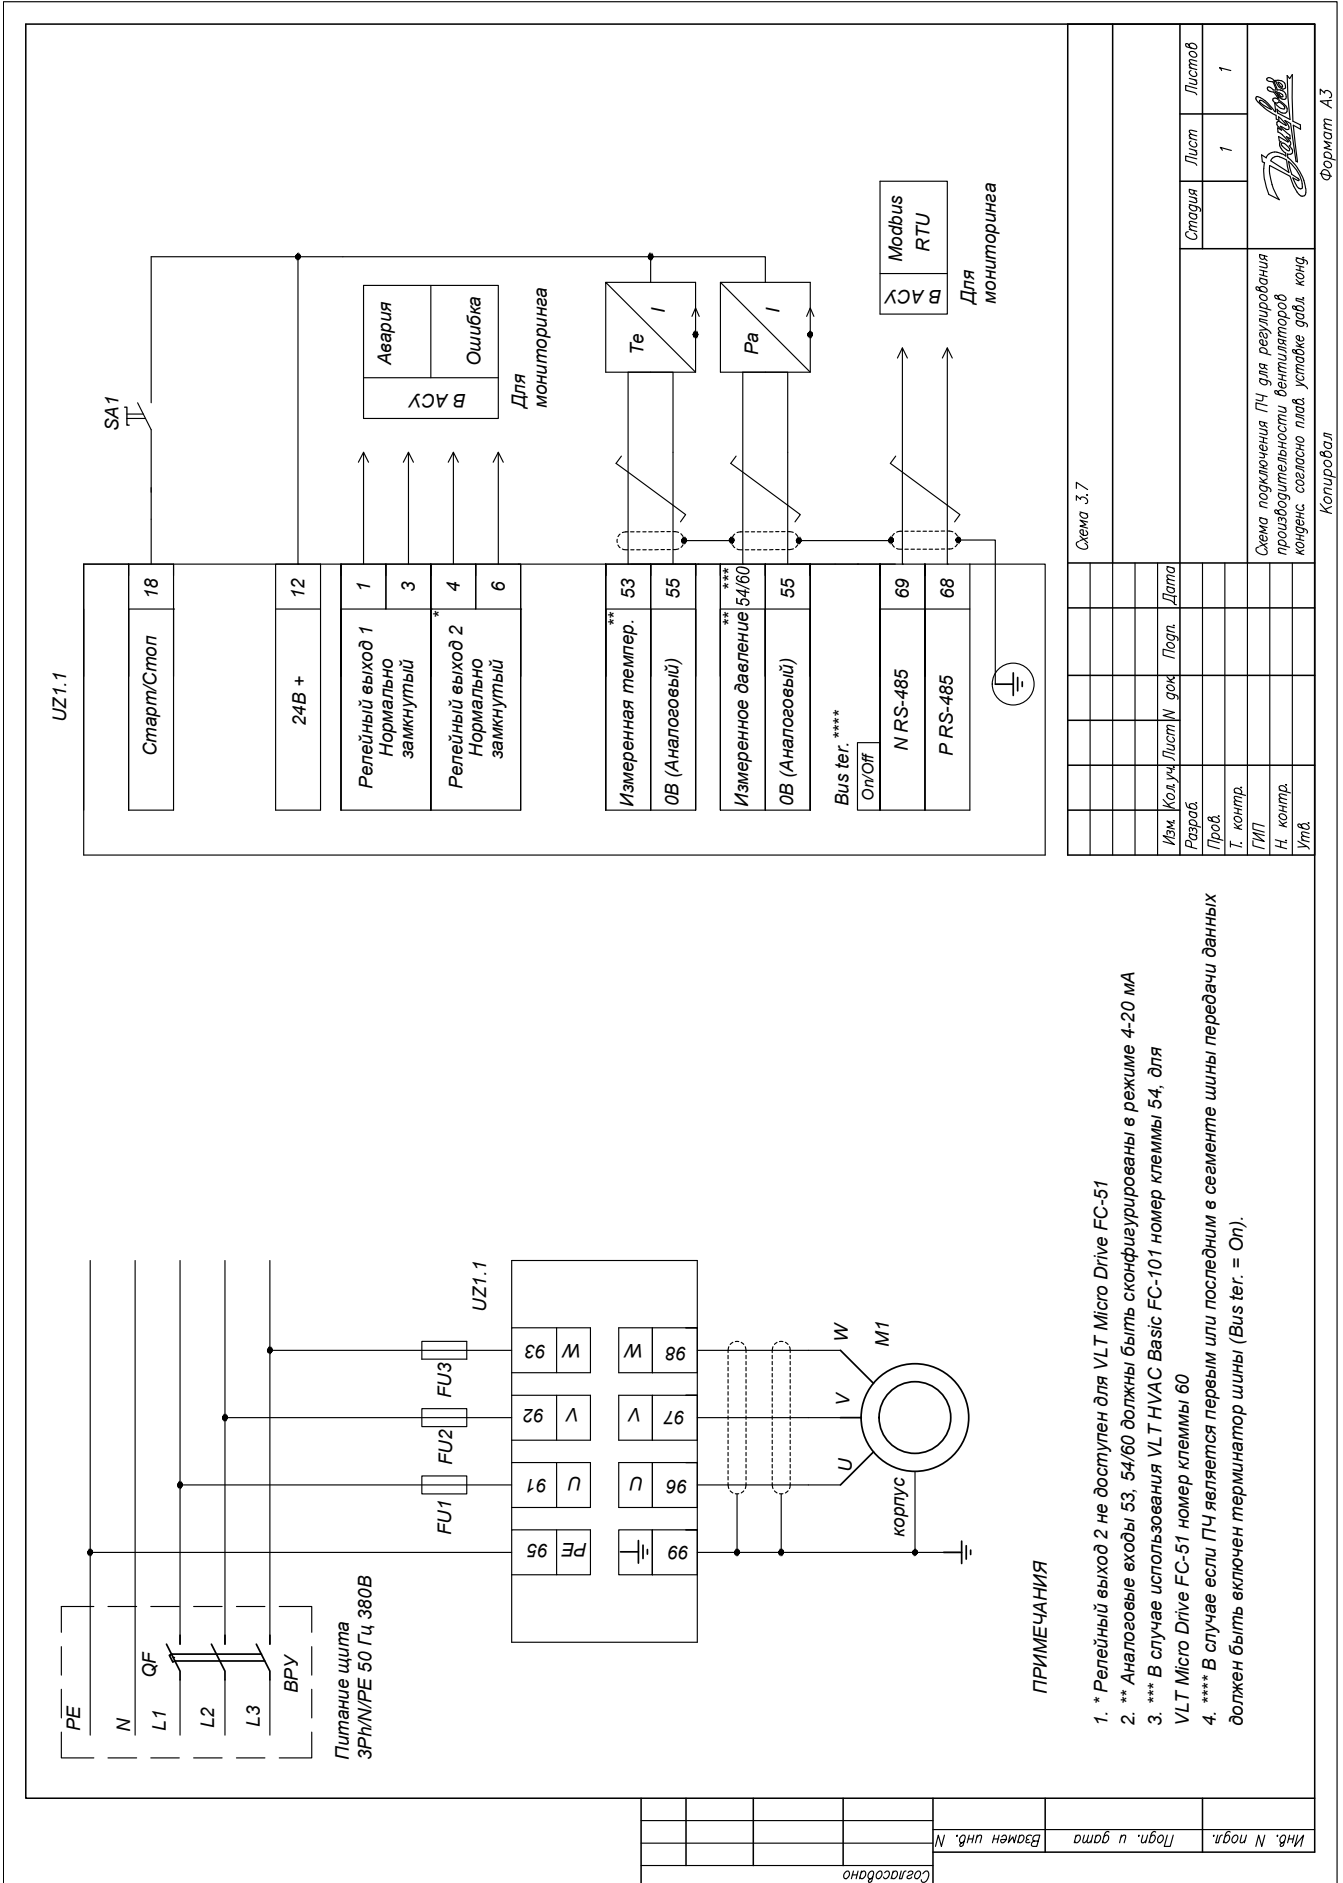 PE
N
L1
L2
L3
QF
ВРУ
Питание щита
3Ph/N/PE 50 Гц 380В
FU1
FU2
FU3
UZ1.1
95
91
92
93
PE
U
V
W
U
V
W
99
96
97
98
U
V
W
M1
корпус
ПРИМЕЧАНИЯ
1. * Релейный выход 2 не доступен для VLT Micro Drive FC-51
2. ** Аналоговые входы 53, 54/60 должны быть сконфигурированы в режиме 4-20 мА
3. *** В случае использования VLT HVAC Basic FC-101 номер клеммы 54, для
VLT Micro Drive FC-51 номер клеммы 60
4. **** В случае если ПЧ является первым или последним в сегменте шины передачи данных
должен быть включен терминатор шины (Bus ter. = On).
UZ1.1
Старт/Стоп
18
SA1
24В +
12
Релейный выход 1
Нормально
замкнутый
1
3
Релейный выход 2
Нормально
замкнутый
*
4
6
В АСУ
Авария
Ошибка
Для
мониторинга
Измеренная темпер.
**
53
0В (Аналоговый)
55
Te
I
Измеренное давление
**
***
54/60
0В (Аналоговый)
55
Pa
I
Bus ter. ****
On/Off
N RS-485
69
P RS-485
68
В АСУ
Modbus
RTU
Для
мониторинга
Схема 3.7
Изм.
Кол.уч.
Лист
N док.
Подп.
Дата
Разраб.
Пров.
Т. контр.
ГИП
Н. контр.
Утв.
Стадия
Лист
Листов
1
1
Схема подключения ПЧ для регулирования
производительности вентиляторов
конденс. согласно плав. уставке давл. конд.
Danfoss
Копировал
Формат А3
Согласовано
Взамен инв. N
Подп. и дата
Инв. N подл.